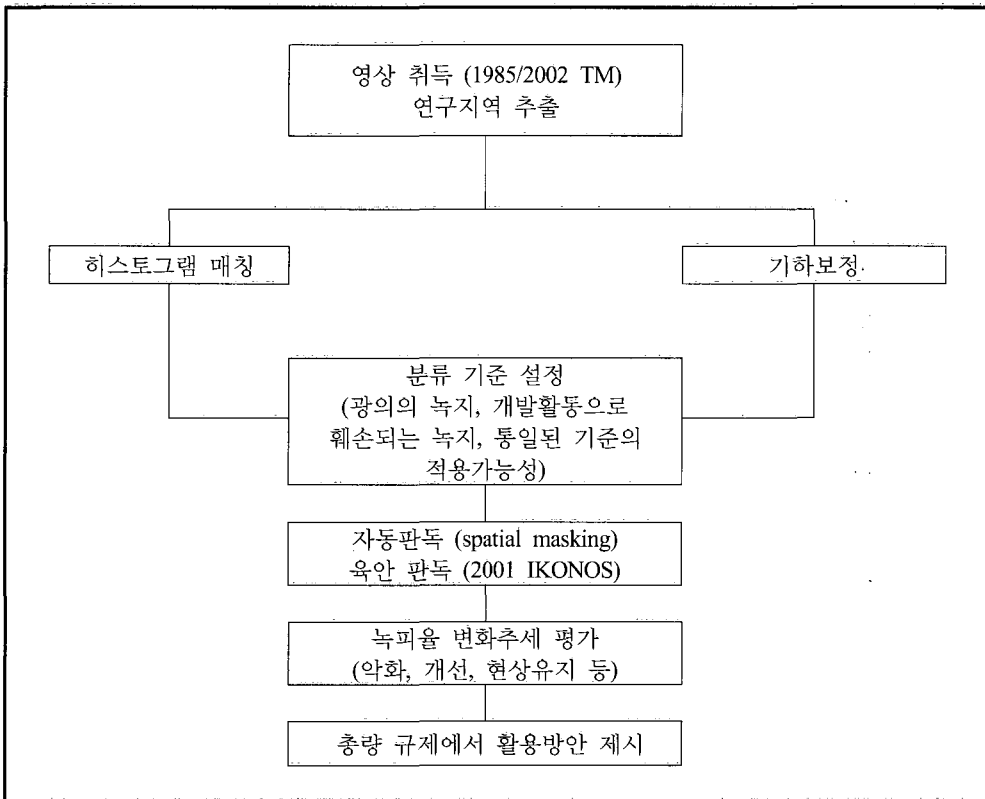 영상 취득 (1985/2002 TM)
연구지역 추출
히스토그램 매칭
기하보정
분류 기준 설정
(광의의 녹지, 개발활동으로
훼손되는 녹지, 통일된 기준의
적용가능성)
자동판독 (spatial masking)
육안 판독 (2001 IKONOS)
녹피율 변화추세 평가
(악화, 개선, 현상유지 등)
총량 규제에서 활용방안 제시